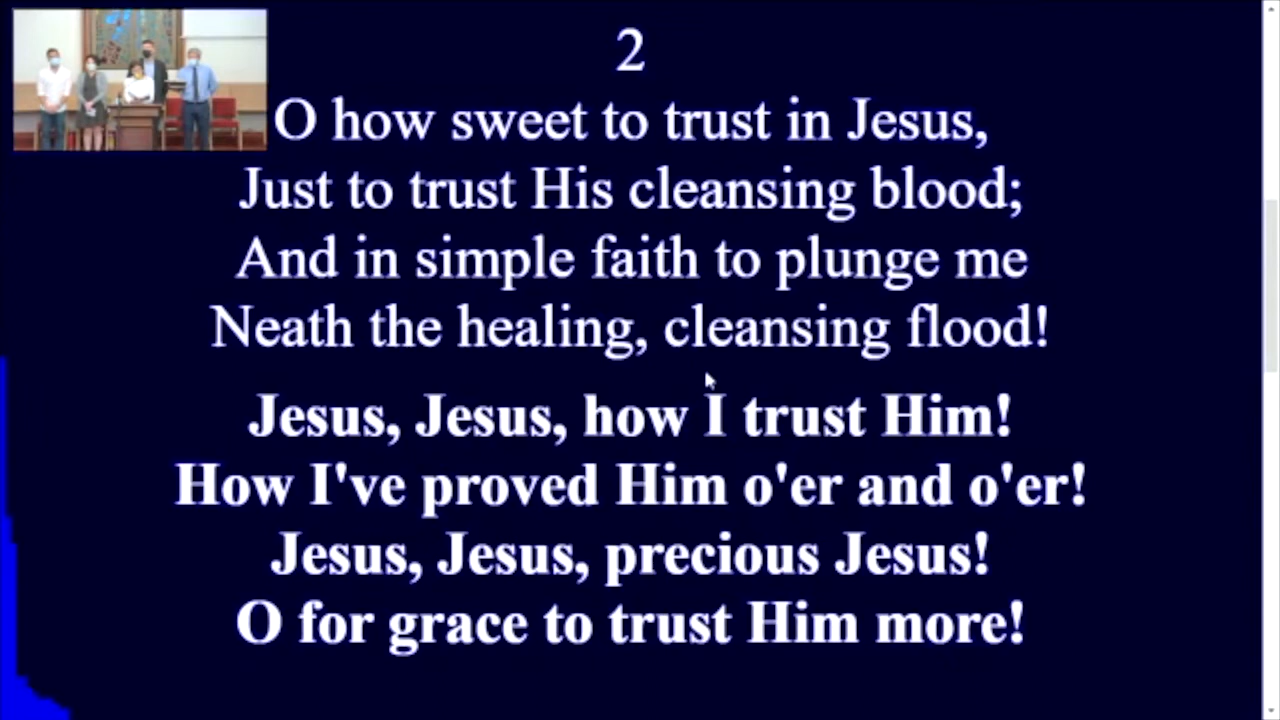 2
O how sweet to trust in Jesus,
Just to trust His cleansing blood;
And in simple faith to plunge me
Neath the healing, cleansing flood!
Jesus, Jesus, how I trust Him!
How I've proved Him o'er and o'er!
Jesus, Jesus, precious Jesus!
O for grace to trust Him more!